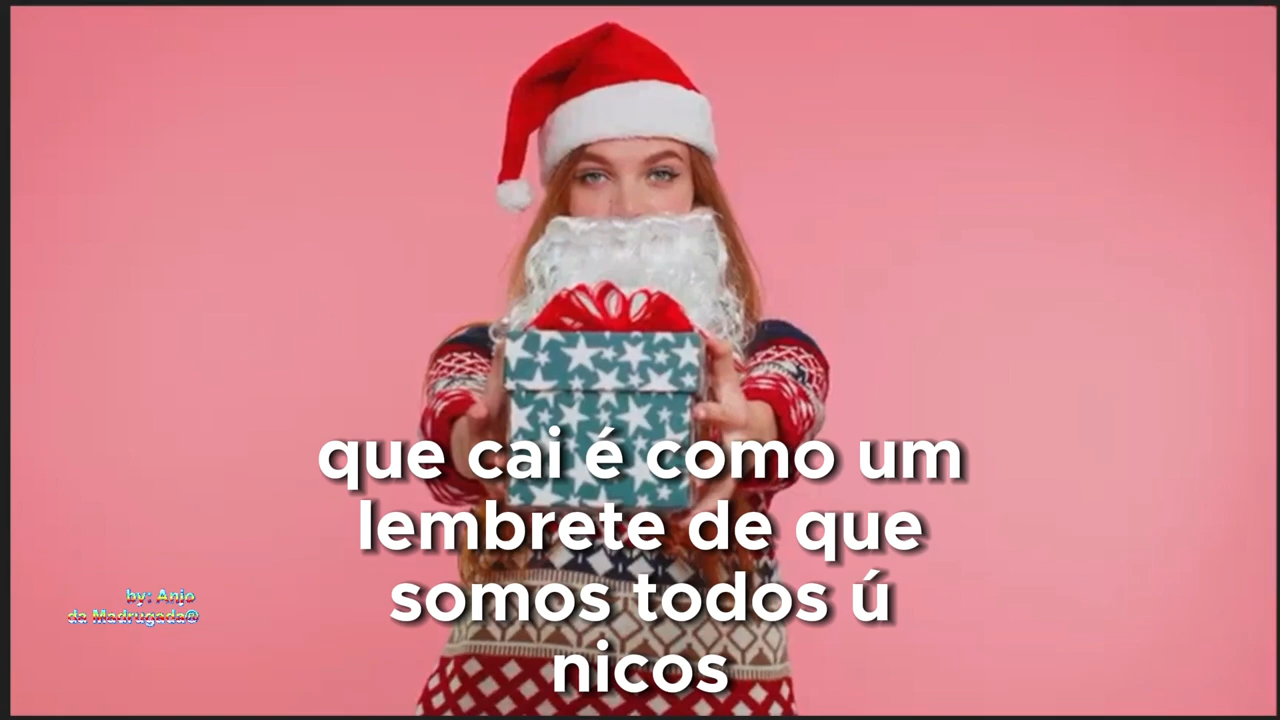 que cai é como um
lembrete de que
somos todos ú
nicos
by: Anjo
da Madrugada®